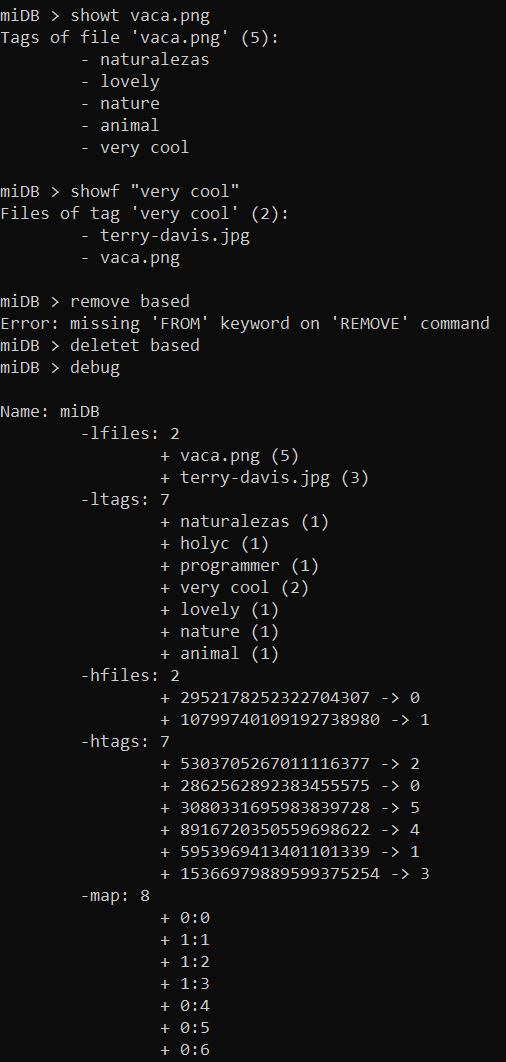 miDB > showt vaca.png
Tags of file 'vaca.png' (5):
- naturalezas
- lovely
- nature
- animal
- very cool
miDB > showf "very cool"
Files of tag 'very cool' (2):
- terry-davis.jpg
- vaca.png
miDB > remove based
Error: missing 'FROM' keyword on 'REMOVE' command
miDB > deletet based
miDB > debug
Name: miDB
-lfiles: 2
+ vaca.png (5)
+ terry-davis.jpg (3)
-ltags: 7
+ naturalezas (1)
+ holyc (1)
+ programmer (1)
+ very cool (2)
+ lovely (1)
+ nature (1)
+ animal (1)
-hfiles: 2
+ 2952178252322704307 -> 0
+ 10799740109192738980 -> 1
-htags: 7
+ 5303705267011116377 -> 2
+ 2862562892383455575 -> 0
+ 3080331695983839728 -> 5
+ 8916720350559698622 -> 4
+ 5953969413401101339 -> 1
+ 15366979889599375254 -> 3
-map: 8
+ 0:0
+ 1:1
+ 1:2
+ 1:3
+ 0:4
+ 0:5
+ 0:6